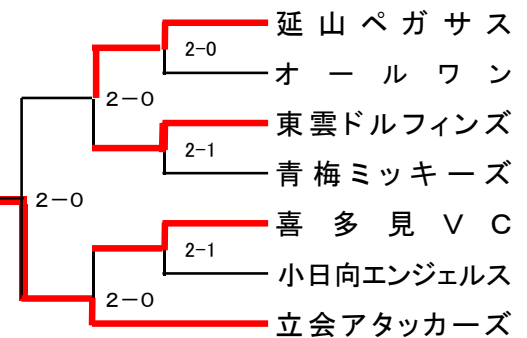 延山ペガサス
2-0
オールワン
2-0
東雲ドルフィンズ
2-1
青梅ミッキーズ
2-0
喜多見VC
2-1
小日向エンジェルス
2-0
立会アタッカーズ